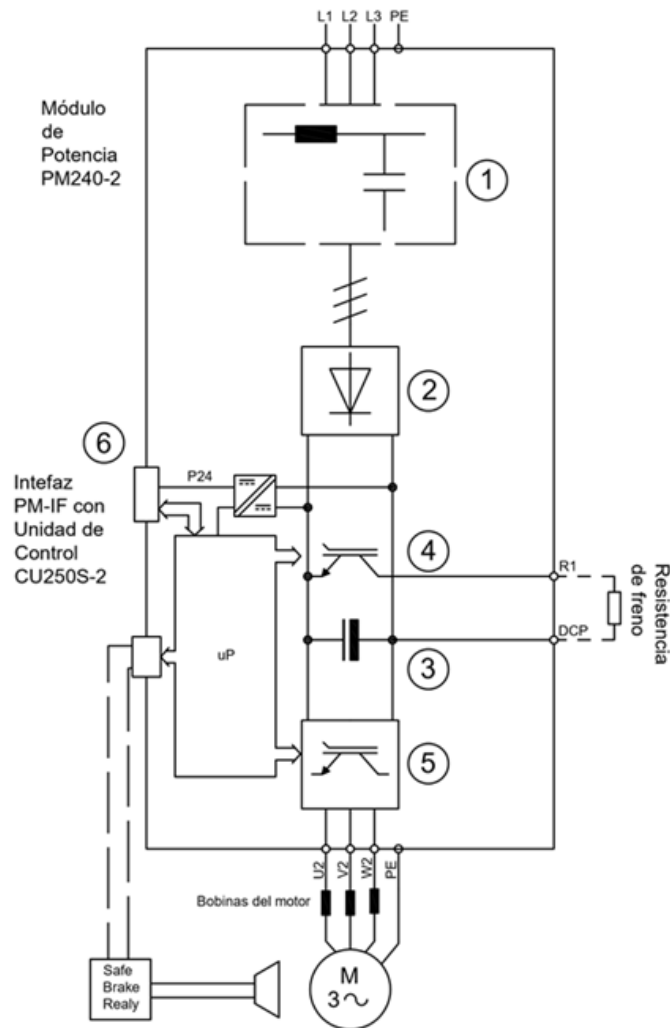 L1 L2 L3 PE
Módulo
de
Potencia
PM240-2
1
2
6
P24
Intefaz
PM-IF con
Unidad de
Control
CU250S-2
4
R1
Resistencia
de freno
DCP
3
uP
5
U2 V2 W2 PE
Bobinas del motor
M
3
Safe
Brake
Realy